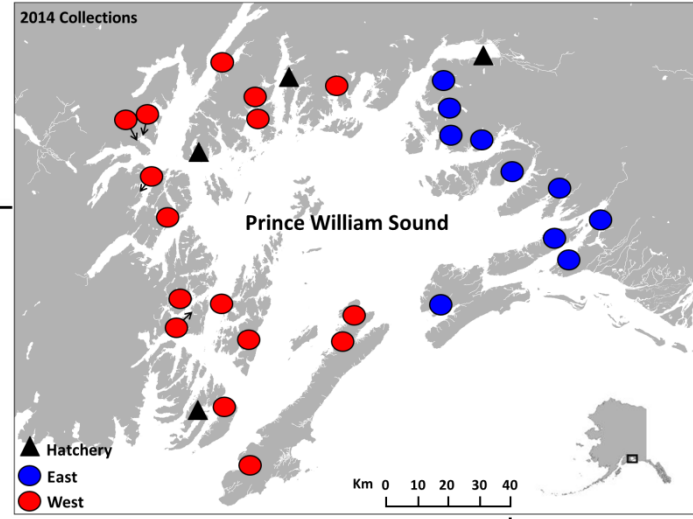 2014 Collections
Prince William Sound
Hatchery
East
West
Km 0 10 20 30 40